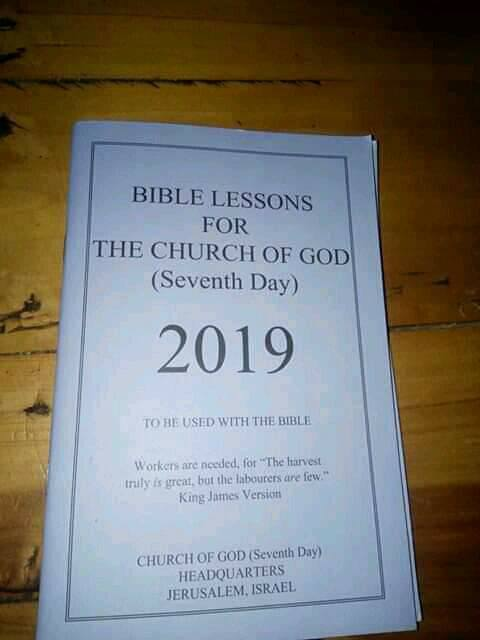 BIBLE LESSONS
FOR
THE CHURCH OF GOD
(Seventh Day)
2019
TO BE USED WITH THE BIBLE
Workers are needed, for “The harvest
truly is great, but the labourers are few.”
King James Version
CHURCH OF GOD (Seventh Day)
HEADQUARTERS
JERUSALEM, ISRAEL